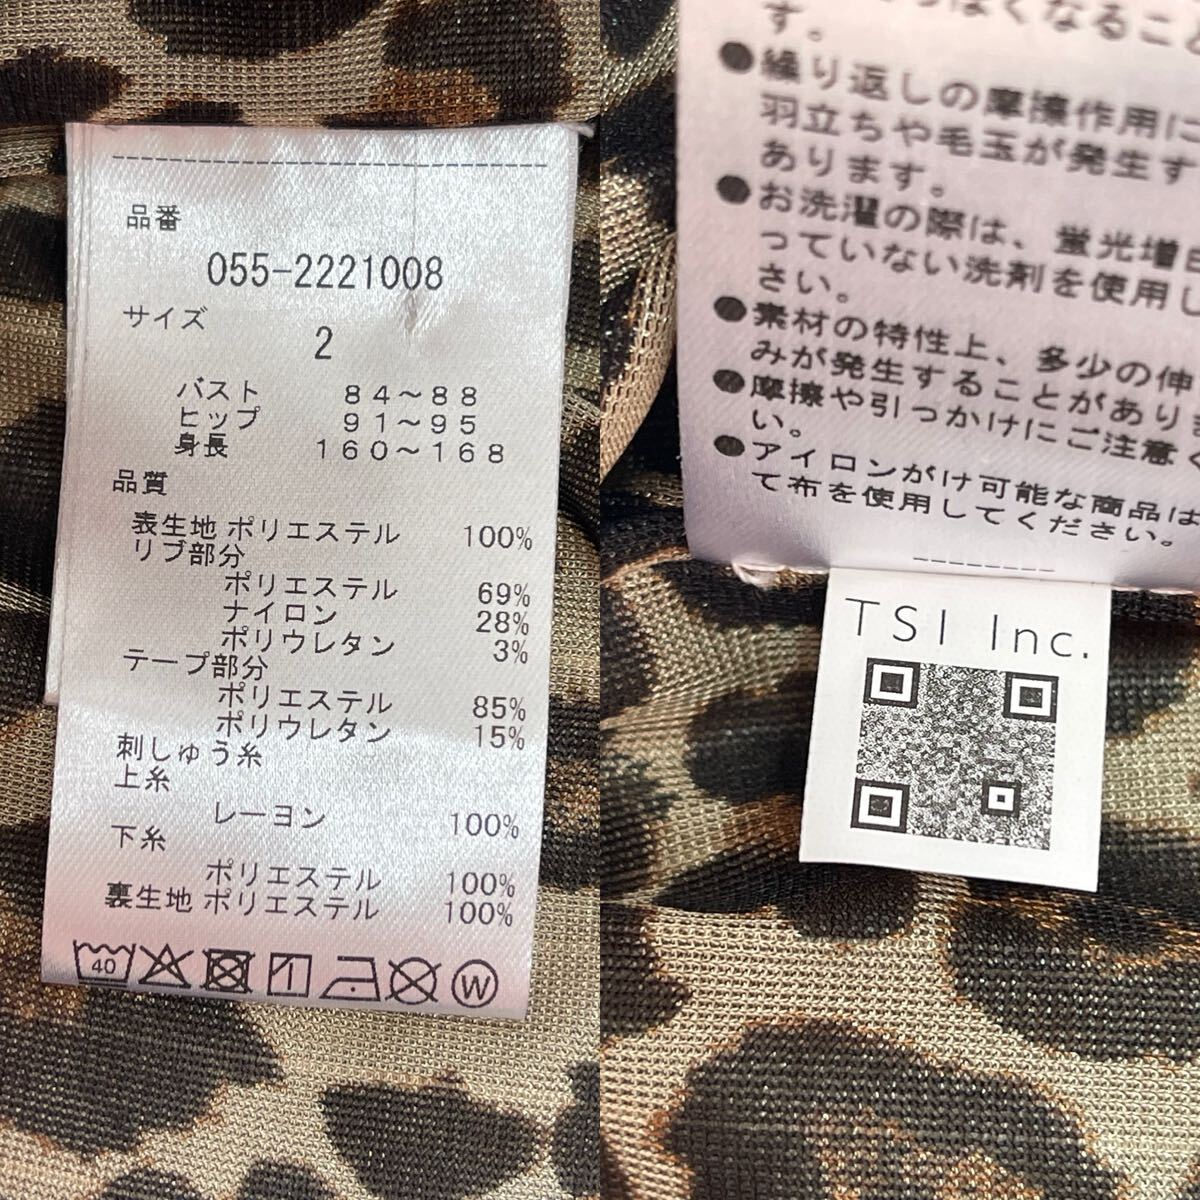 品番
055-2221008
サイズ
2
バスト 84～88
ヒップ 91～95
身長 160～168
品質
表生地 ポリエステル 100%
リブ部分
ポリエステル 69%
ナイロン 28%
ポリウレタン 3%
テープ部分
ポリエステル 85%
ポリウレタン 15%
刺しゅう糸
上糸
レーヨン 100%
下糸
ポリエステル 100%
裏生地 ポリエステル 100%
40
W
ぽくなること
す。
●繰り返しの摩擦作用に
羽立ちや毛玉が発生す
あります。
●お洗濯の際は、蛍光増白
っていない洗剤を使用し
さい。
●素材の特性上、多少の伸
みが発生することがありま
●摩擦や引っかけにご注意く
い。
●アイロンがけ可能な商品は
て布を使用してください。
TSI Inc.